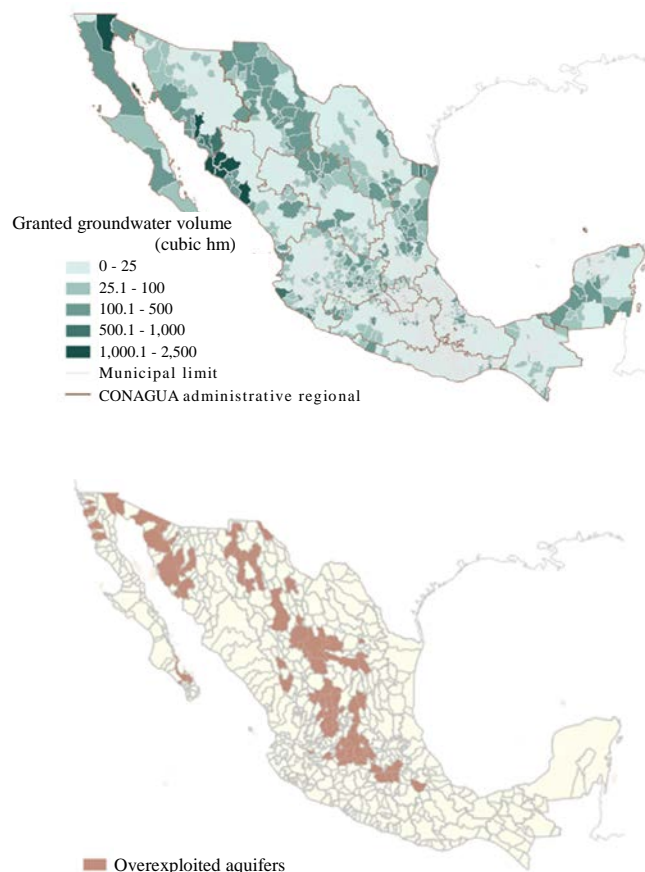 Granted groundwater volume
(cubic hm)
0 - 25
25.1 - 100
100.1 - 500
500.1 - 1,000
1,000.1 - 2,500
Municipal limit
CONAGUA administrative regional
Overexploited aquifers